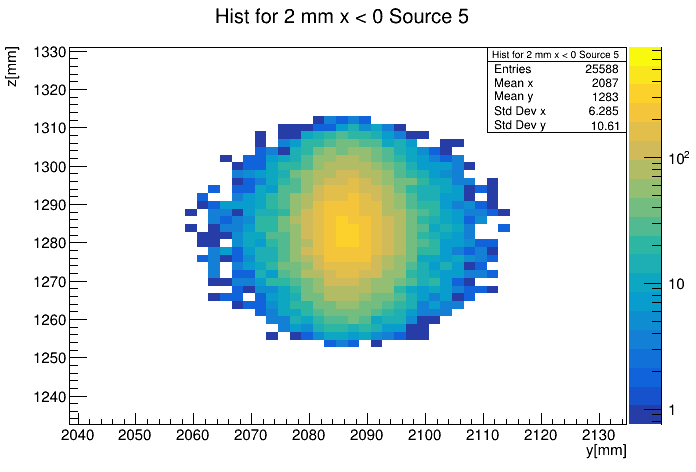 Hist for 2 mm x < 0 Source 5
z[mm]
1330
1320
1310
1300
1290
1280
1270
1260
1250
1240
Hist for 2 mm x < 0 Source 5
Entries 25588
Mean x 2087
Mean y 1283
Std Dev x 6.285
Std Dev y 10.61
10²
10
1
2040 2050 2060 2070 2080 2090 2100 2110 2120 2130
y[mm]